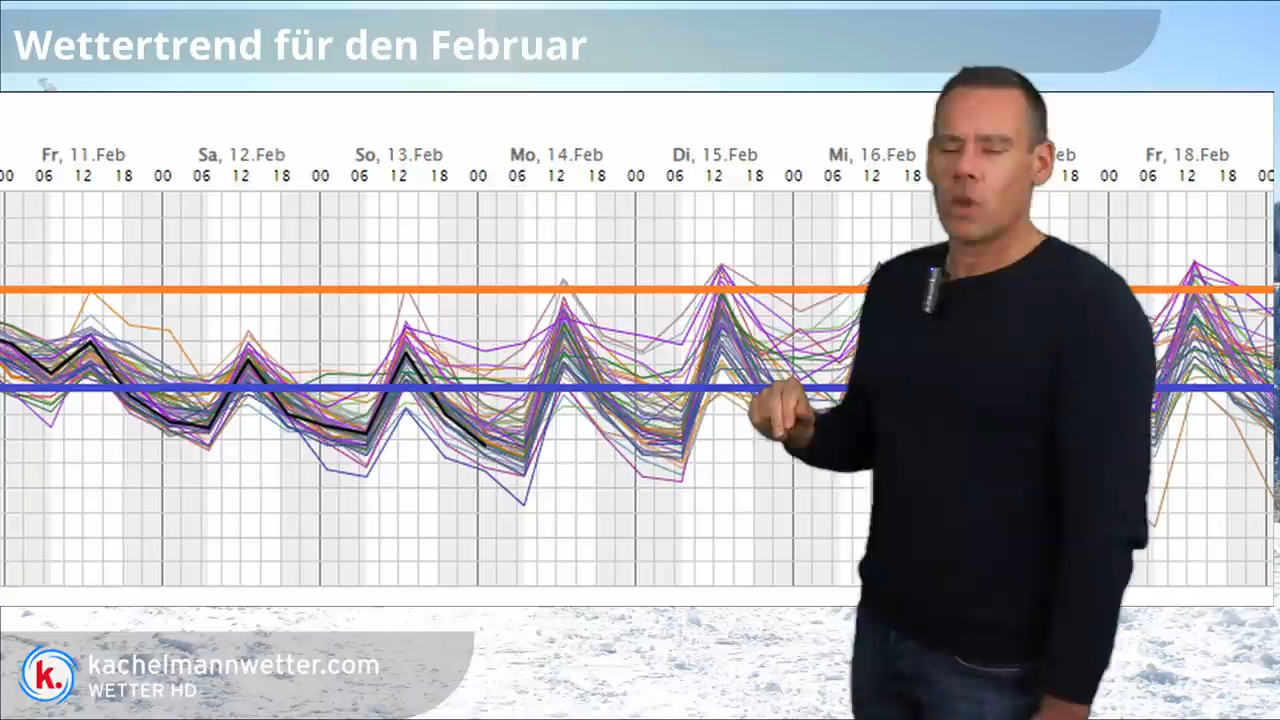 Wettertrend für den Februar
Fr, 11.Feb Sa, 12.Feb So, 13.Feb Mo, 14.Feb Di, 15.Feb Mi, 16.Feb eb Fr, 18.Feb
00 06 12 18 00 06 12 18 00 06 12 18 00 06 12 18 00 06 12 18 00 06 12 18 18 00 06 12 18 00
k. kachelmannwetter.com
WETTER HD